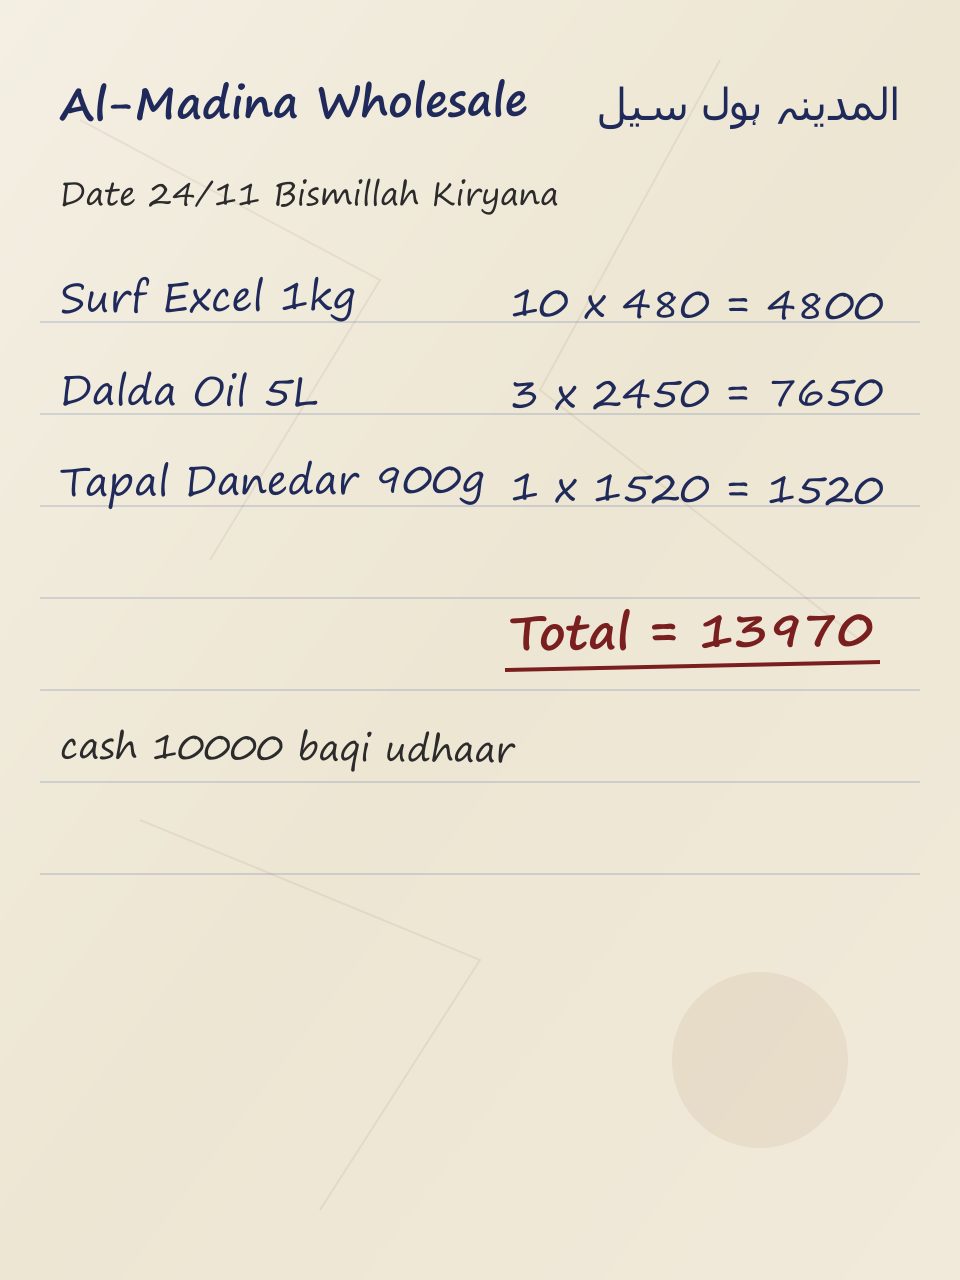 Al-Madina Wholesale المدینہ ہول سیل
Date 24/11 Bismillah Kiryana
Surf Excel 1kg 10 x 480 = 4800
Dalda Oil 5L 3 x 2450 = 7650
Tapal Danedar 900g 1 x 1520 = 1520
Total = 13970
cash 10000 baqi udhaar